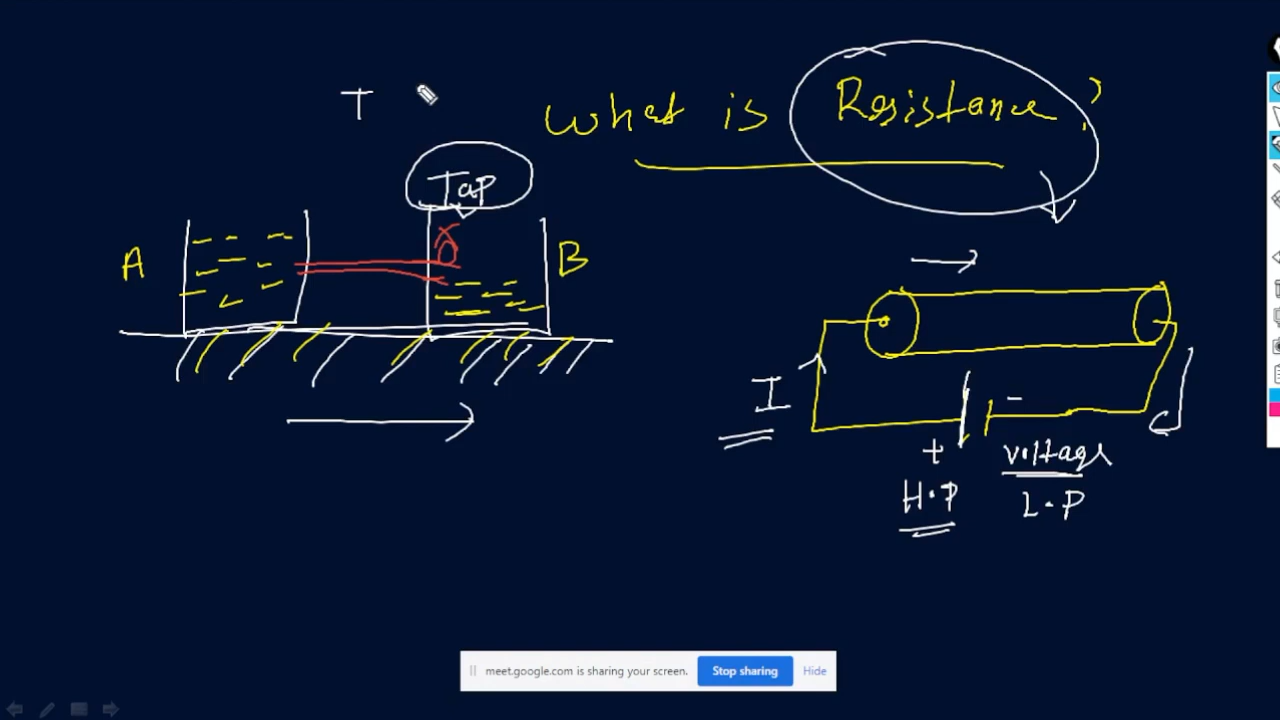 T
What is Resistance?
Tap
A
B
I
+
-
voltage
H.P
L.P
meet.google.com is sharing your screen.
Stop sharing
Hide